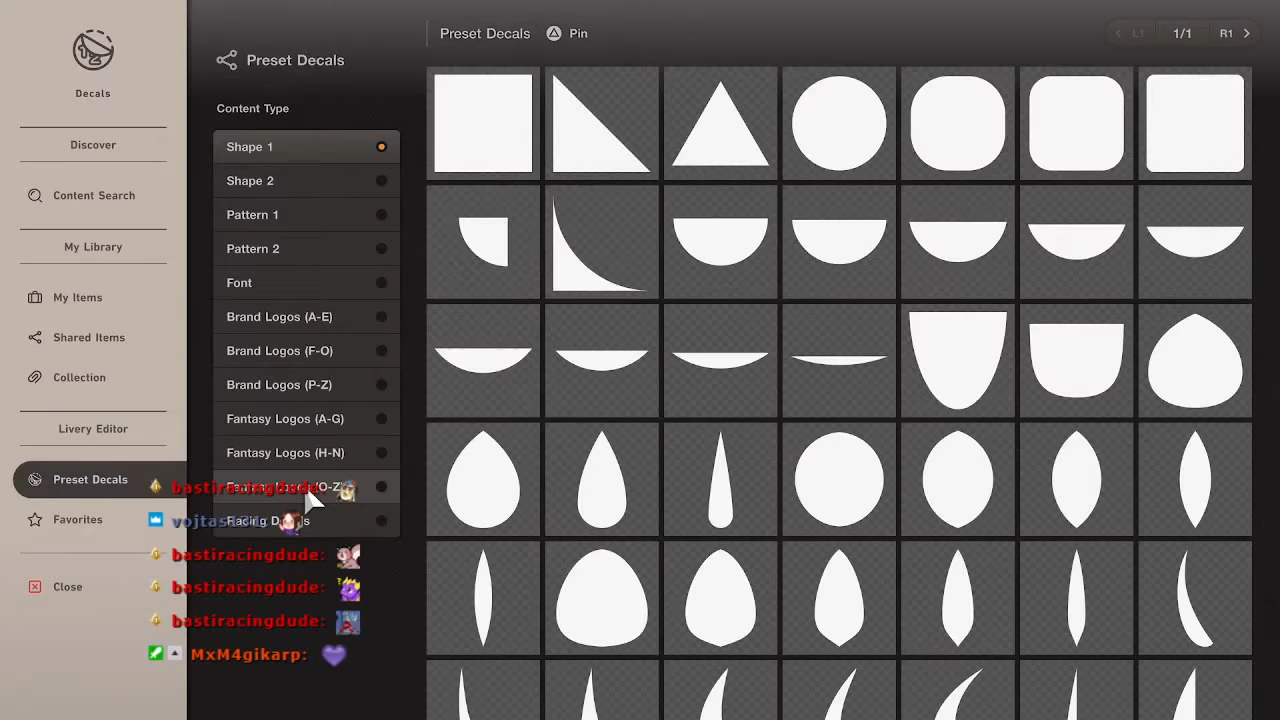 Decals
Discover
Content Search
My Library
My Items
Shared Items
Collection
Livery Editor
Preset Decals
Favorites
Close
Preset Decals
Content Type
Shape 1
Shape 2
Pattern 1
Pattern 2
Font
Brand Logos (A-E)
Brand Logos (F-O)
Brand Logos (P-Z)
Fantasy Logos (A-G)
Fantasy Logos (H-N)
Fantasy Logos (O-Z)
Preset Decals
Pin
L1
1/1
R1
bastiracingdude:
bastiracingdude:
bastiracingdude:
bastiracingdude:
MxM4gikarp: